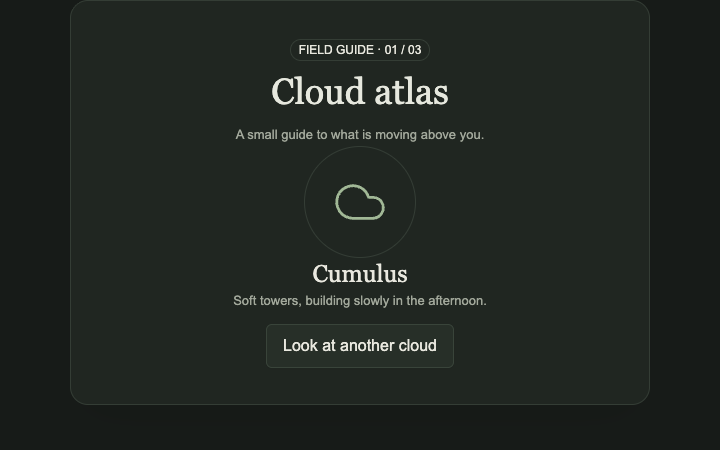 FIELD GUIDE · 01 / 03
Cloud atlas
A small guide to what is moving above you.
Cumulus
Soft towers, building slowly in the afternoon.
Look at another cloud